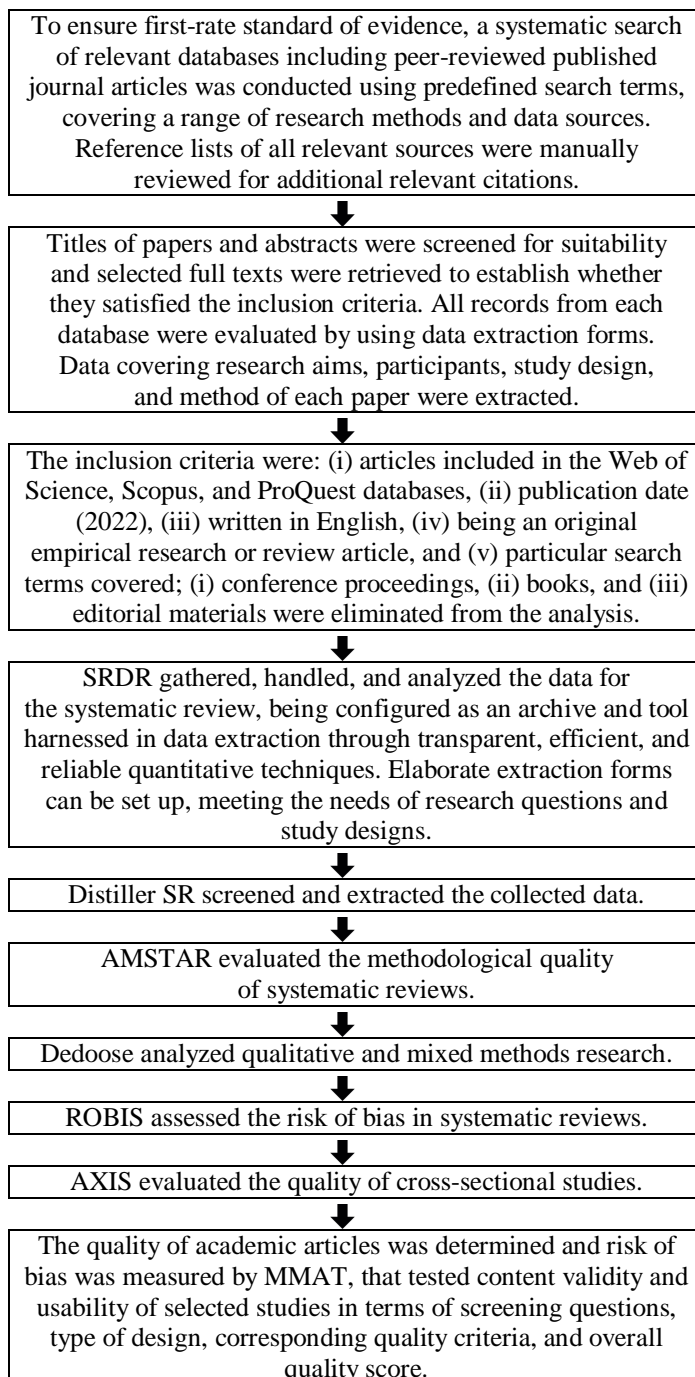 To ensure first-rate standard of evidence, a systematic search
of relevant databases including peer-reviewed published
journal articles was conducted using predefined search terms,
covering a range of research methods and data sources.
Reference lists of all relevant sources were manually
reviewed for additional relevant citations.
Titles of papers and abstracts were screened for suitability
and selected full texts were retrieved to establish whether
they satisfied the inclusion criteria. All records from each
database were evaluated by using data extraction forms.
Data covering research aims, participants, study design,
and method of each paper were extracted.
The inclusion criteria were: (i) articles included in the Web of
Science, Scopus, and ProQuest databases, (ii) publication date
(2022), (iii) written in English, (iv) being an original
empirical research or review article, and (v) particular search
terms covered; (i) conference proceedings, (ii) books, and (iii)
editorial materials were eliminated from the analysis.
SRDR gathered, handled, and analyzed the data for
the systematic review, being configured as an archive and tool
harnessed in data extraction through transparent, efficient, and
reliable quantitative techniques. Elaborate extraction forms
can be set up, meeting the needs of research questions and
study designs.
Distiller SR screened and extracted the collected data.
AMSTAR evaluated the methodological quality
of systematic reviews.
Dedoose analyzed qualitative and mixed methods research.
ROBIS assessed the risk of bias in systematic reviews.
AXIS evaluated the quality of cross-sectional studies.
The quality of academic articles was determined and risk of
bias was measured by MMAT, that tested content validity and
usability of selected studies in terms of screening questions,
type of design, corresponding quality criteria, and overall
quality score.